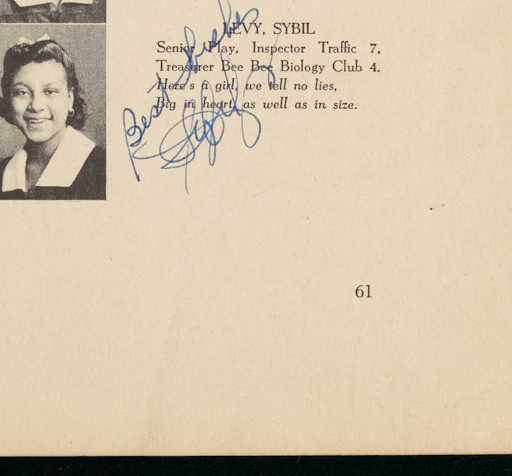 LEVY, SYBIL
Senior Play, Inspector Traffic 7,
Treasurer Bee Bee Biology Club 4.
Here's a girl, we tell no lies,
Big in heart, as well as in size.
Best Wishes
Sybil
61